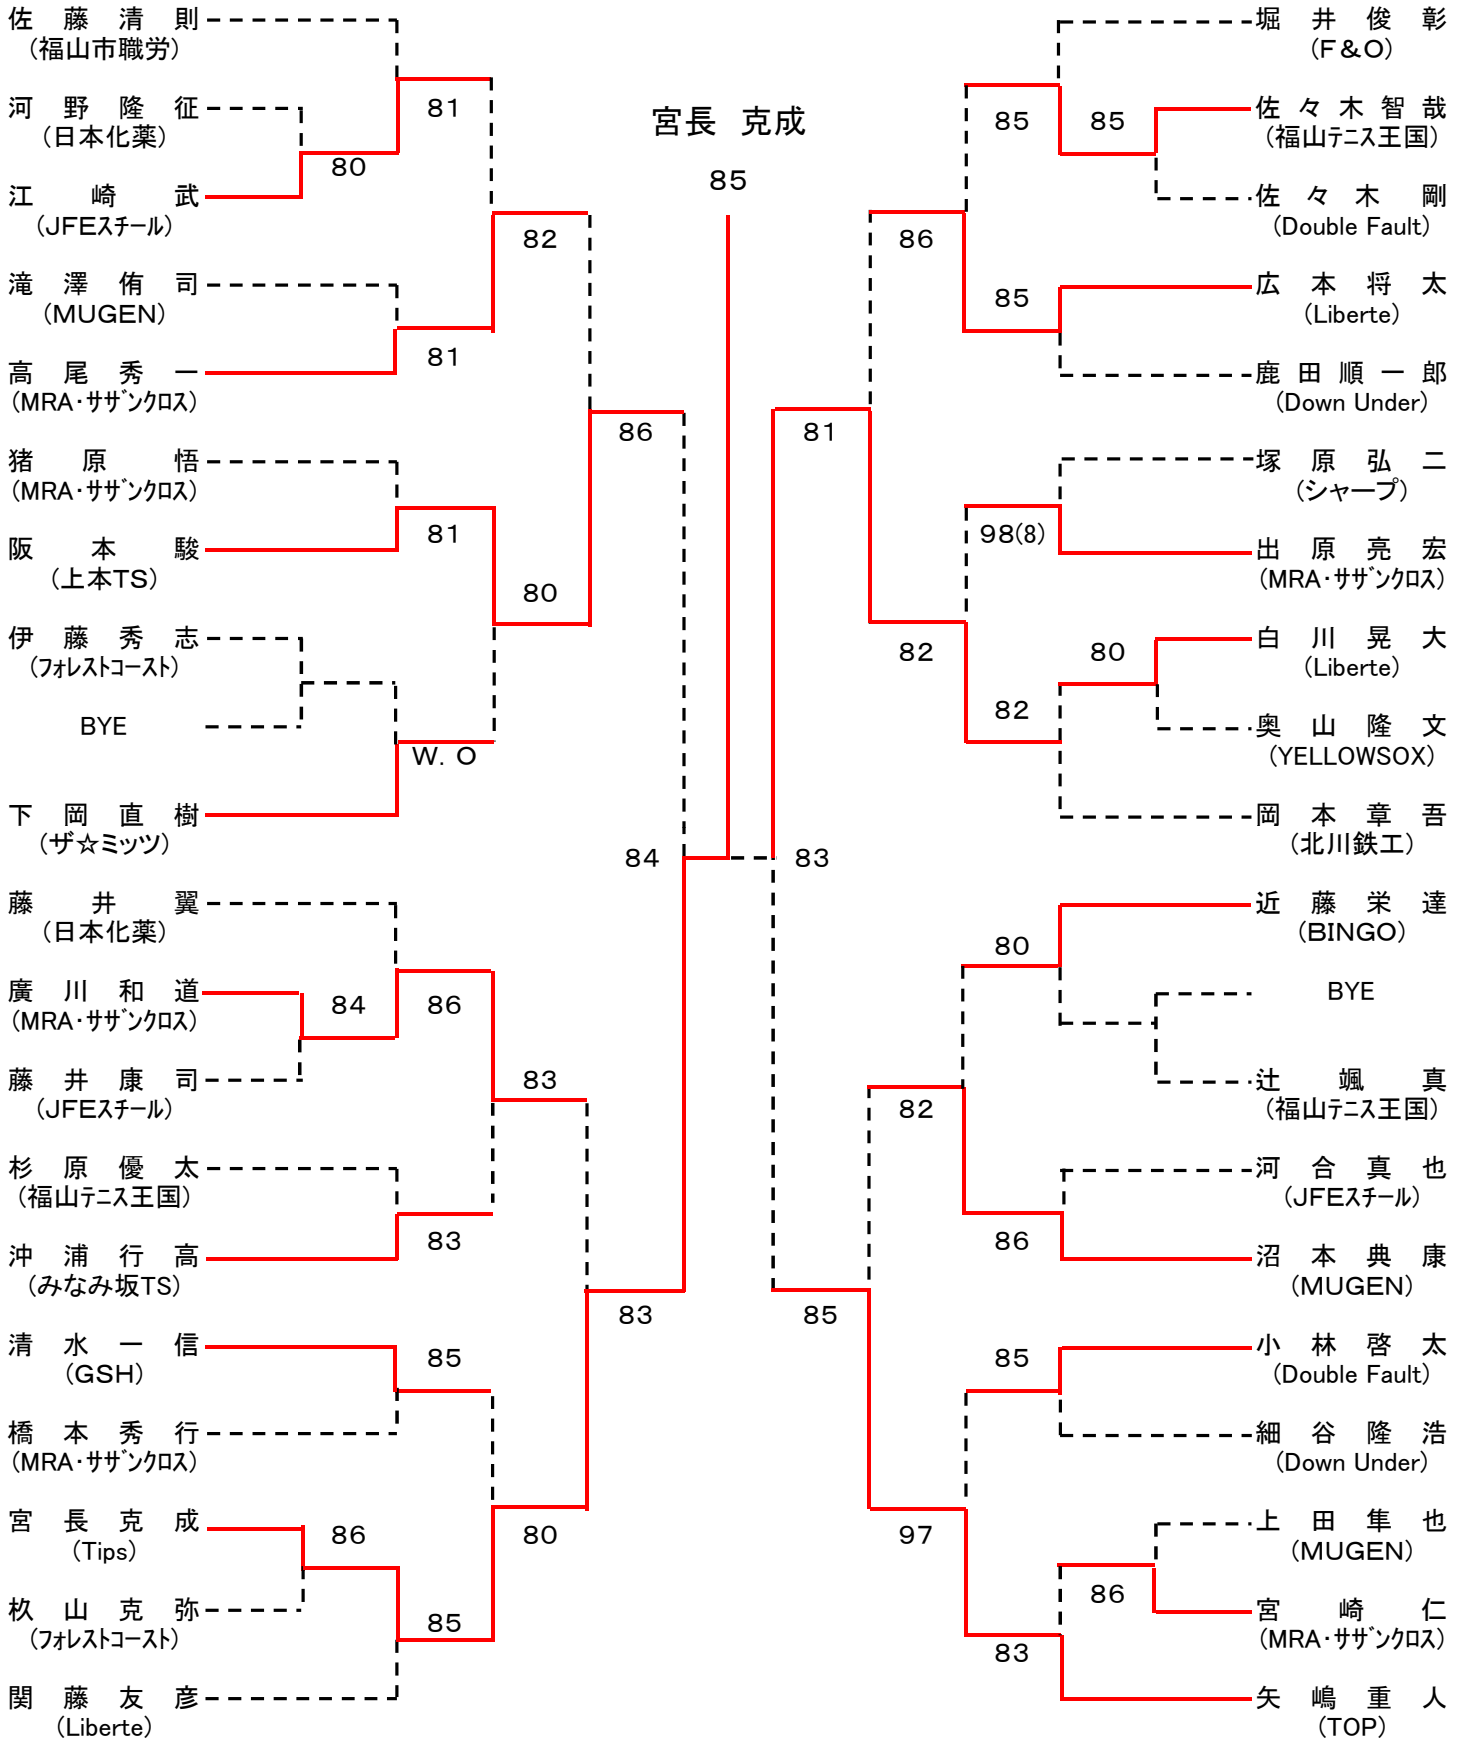 佐藤清則
(福山市職労)
河野隆征
(日本化薬)
江崎武
(JFEスチール)
滝澤侑司
(MUGEN)
高尾秀一
(MRA・サザンクロス)
猪原悟
(MRA・サザンクロス)
阪本駿
(上本TS)
伊藤秀志
(フォレストコースト)
BYE
下岡直樹
(ザ☆ミッツ)
藤井翼
(日本化薬)
廣川和道
(MRA・サザンクロス)
藤井康司
(JFEスチール)
杉原優太
(福山テニス王国)
沖浦行高
(みなみ坂TS)
清水一信
(GSH)
橋本秀行
(MRA・サザンクロス)
宮長克成
(Tips)
杁山克弥
(フォレストコースト)
関藤友彦
(Liberte)
80
84
86
81
81
81
W.O
86
83
85
85
82
80
83
80
86
83
84
宮長 克成
85
83
81
85
86
82
82
97
85
85
98(8)
82
80
86
85
83
85
80
86
堀井俊彰
(F&O)
佐々木智哉
(福山テニス王国)
佐々木剛
(Double Fault)
広本将太
(Liberte)
鹿田順一郎
(Down Under)
塚原弘二
(シャープ)
出原亮宏
(MRA・サザンクロス)
白川晃大
(Liberte)
奥山隆文
(YELLOWSOX)
岡本章吾
(北川鉄工)
近藤栄達
(BINGO)
BYE
辻颯真
(福山テニス王国)
河合真也
(JFEスチール)
沼本典康
(MUGEN)
小林啓太
(Double Fault)
細谷隆浩
(Down Under)
上田隼也
(MUGEN)
宮崎仁
(MRA・サザンクロス)
矢嶋重人
(TOP)